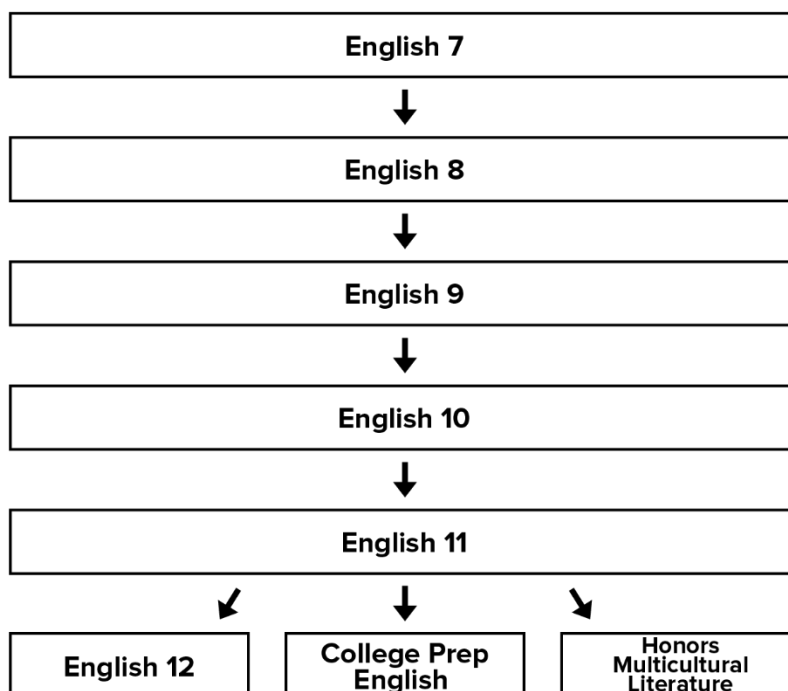 English 7
English 8
English 9
English 10
English 11
English 12
College Prep
English
Honors
Multicultural
Literature